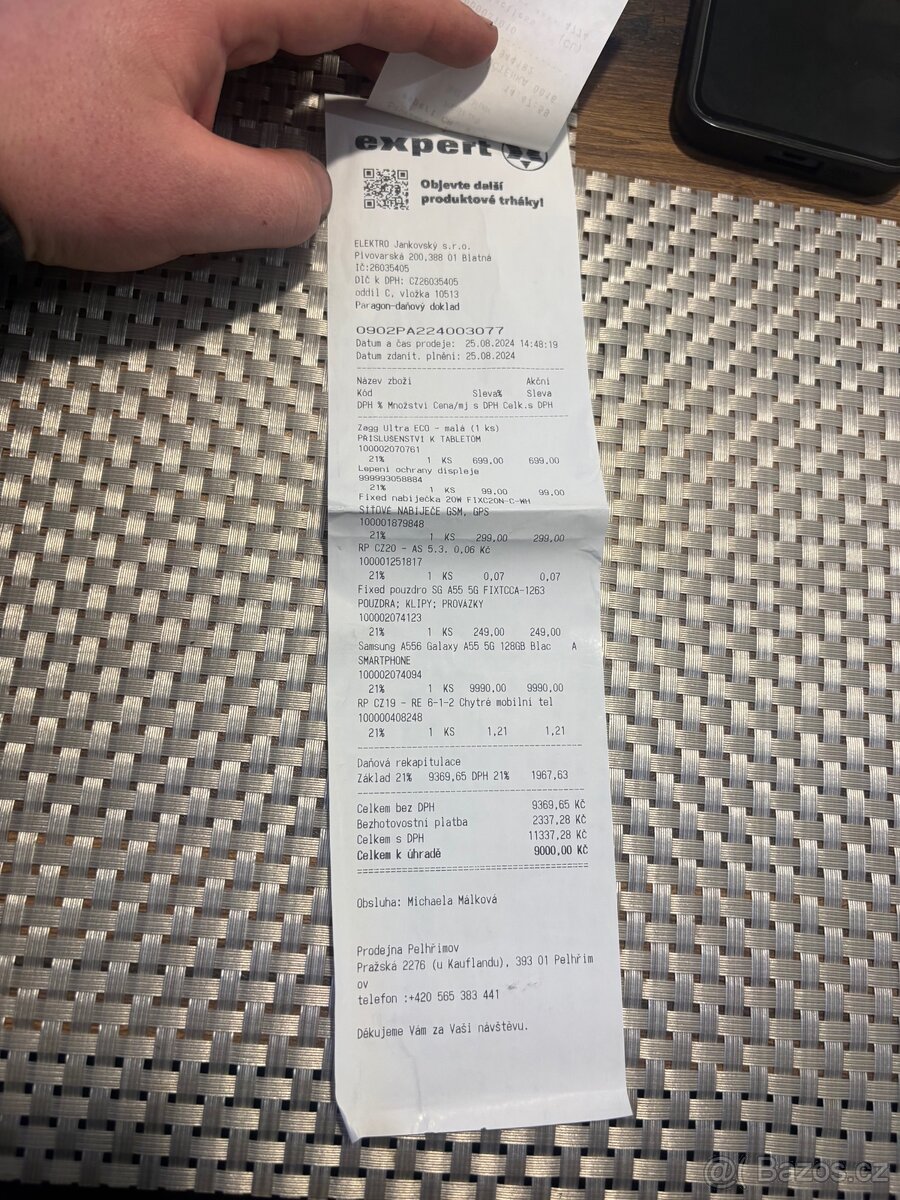 expert
Objevte další
produktové trháky!
ELEKTRO Jankovský s.r.o.
Pivovarská 200,388 01 Blatná
IČ:26035405
DIČ k DPH: CZ26035405
oddíl C, vložka 10513
Paragon-daňový doklad
0902PA224003077
Datum a čas prodeje: 25.08.2024 14:48:19
Datum zdanit. plnění: 25.08.2024
Název zboží Akční
Kód Sleva% Sleva
DPH % Množství Cena/mj s DPH Celk.s DPH
Zagg Ultra ECO - malá (1 ks)
PŘÍSLUŠENSTVÍ K TABLETŮM
100002070761
21% 1 KS 699,00 699,00
Lepení ochrany displeje
999993058884
21% 1 KS 99,00 99,00
Fixed nabíječka 20W FIXC20N-C-WH
SÍŤOVÉ NABÍJEČE GSM, GPS
100001879848
21% 1 KS 299,00 299,00
RP CZ20 - AS 5.3. 0,06 Kč
100001251817
21% 1 KS 0,07 0,07
Fixed pouzdro SG A55 5G FIXTCCA-1263
POUZDRA; KLIPY; PROVÁZKY
100002074123
21% 1 KS 249,00 249,00
Samsung A556 Galaxy A55 5G 128GB Blac A
SMARTPHONE
100002074094
21% 1 KS 9990,00 9990,00
RP CZ19 - RE 6-1-2 Chytré mobilní tel
100000408248
21% 1 KS 1,21 1,21
Daňová rekapitulace
Základ 21% 9369,65 DPH 21% 1967,63
Celkem bez DPH 9369,65 Kč
Bezhotovostní platba 2337,28 Kč
Celkem s DPH 11337,28 Kč
Celkem k úhradě 9000,00 Kč
Obsluha: Michaela Málková
Prodejna Pelhřimov
Pražská 2276 (u Kauflandu), 393 01 Pelhřim
ov
telefon :+420 565 383 441
Děkujeme Vám za Vaši návštěvu.
@ Bazos.cz